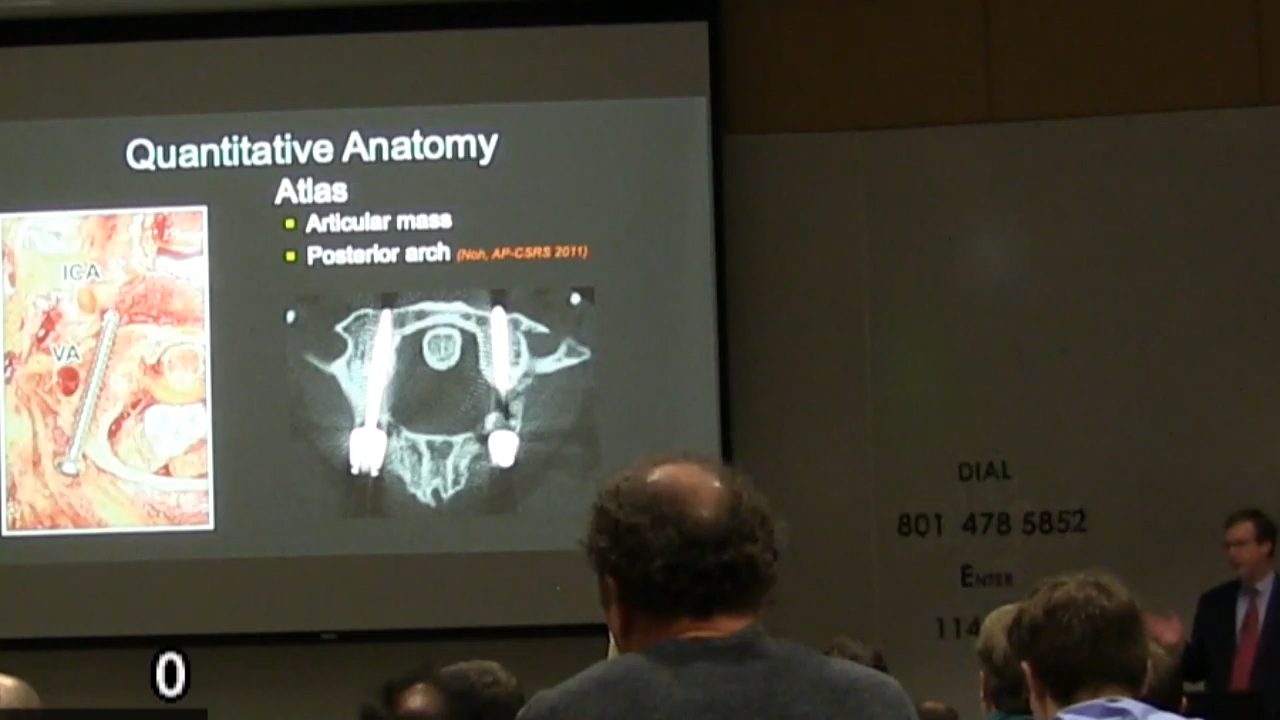 Quantitative Anatomy
Atlas
Articular mass
Posterior arch (Noh, AP-CSRS 2011)
ICA
VA
DIAL
801 478 5852
ENTER
114
0